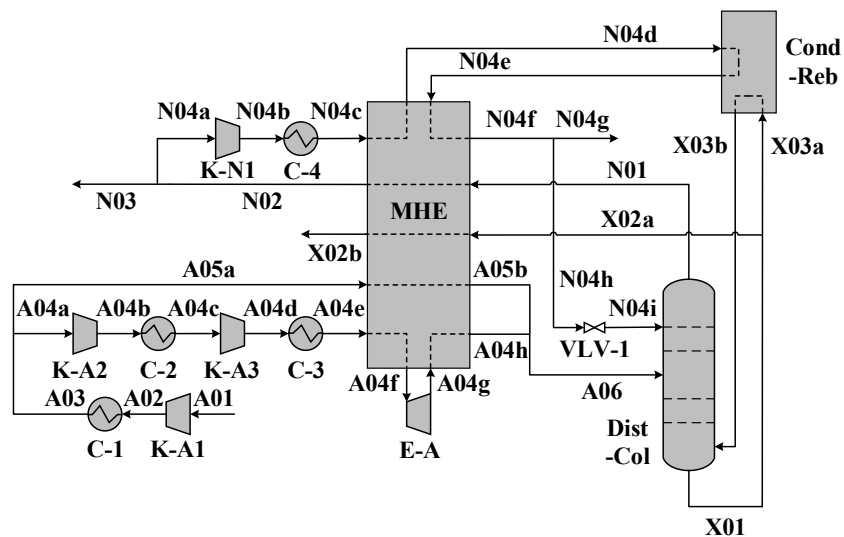 N04d
Cond
-Reb
N04e
N04a
N04b
N04c
N04f
N04g
X03b
X03a
K-N1
C-4
N01
N03
N02
MHE
X02a
X02b
A05a
A05b
N04h
A04a
A04b
A04c
A04d
A04e
N04i
VLV-1
K-A2
C-2
K-A3
C-3
A04h
A04f
A04g
A06
A03
A02
A01
C-1
K-A1
E-A
Dist
-Col
X01